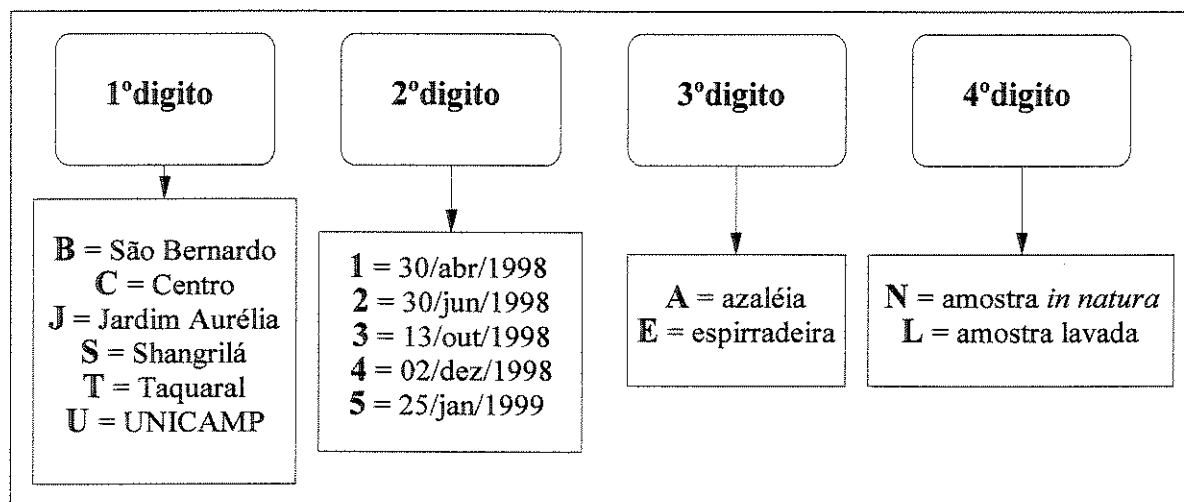 1ºdigito
2ºdigito
3ºdigito
4ºdigito
B = São Bernardo
C = Centro
J = Jardim Aurélia
S = Shangrilá
T = Taquaral
U = UNICAMP
1 = 30/abr/1998
2 = 30/jun/1998
3 = 13/out/1998
4 = 02/dez/1998
5 = 25/jan/1999
A = azaléia
E = espirradeira
N = amostra in natura
L = amostra lavada